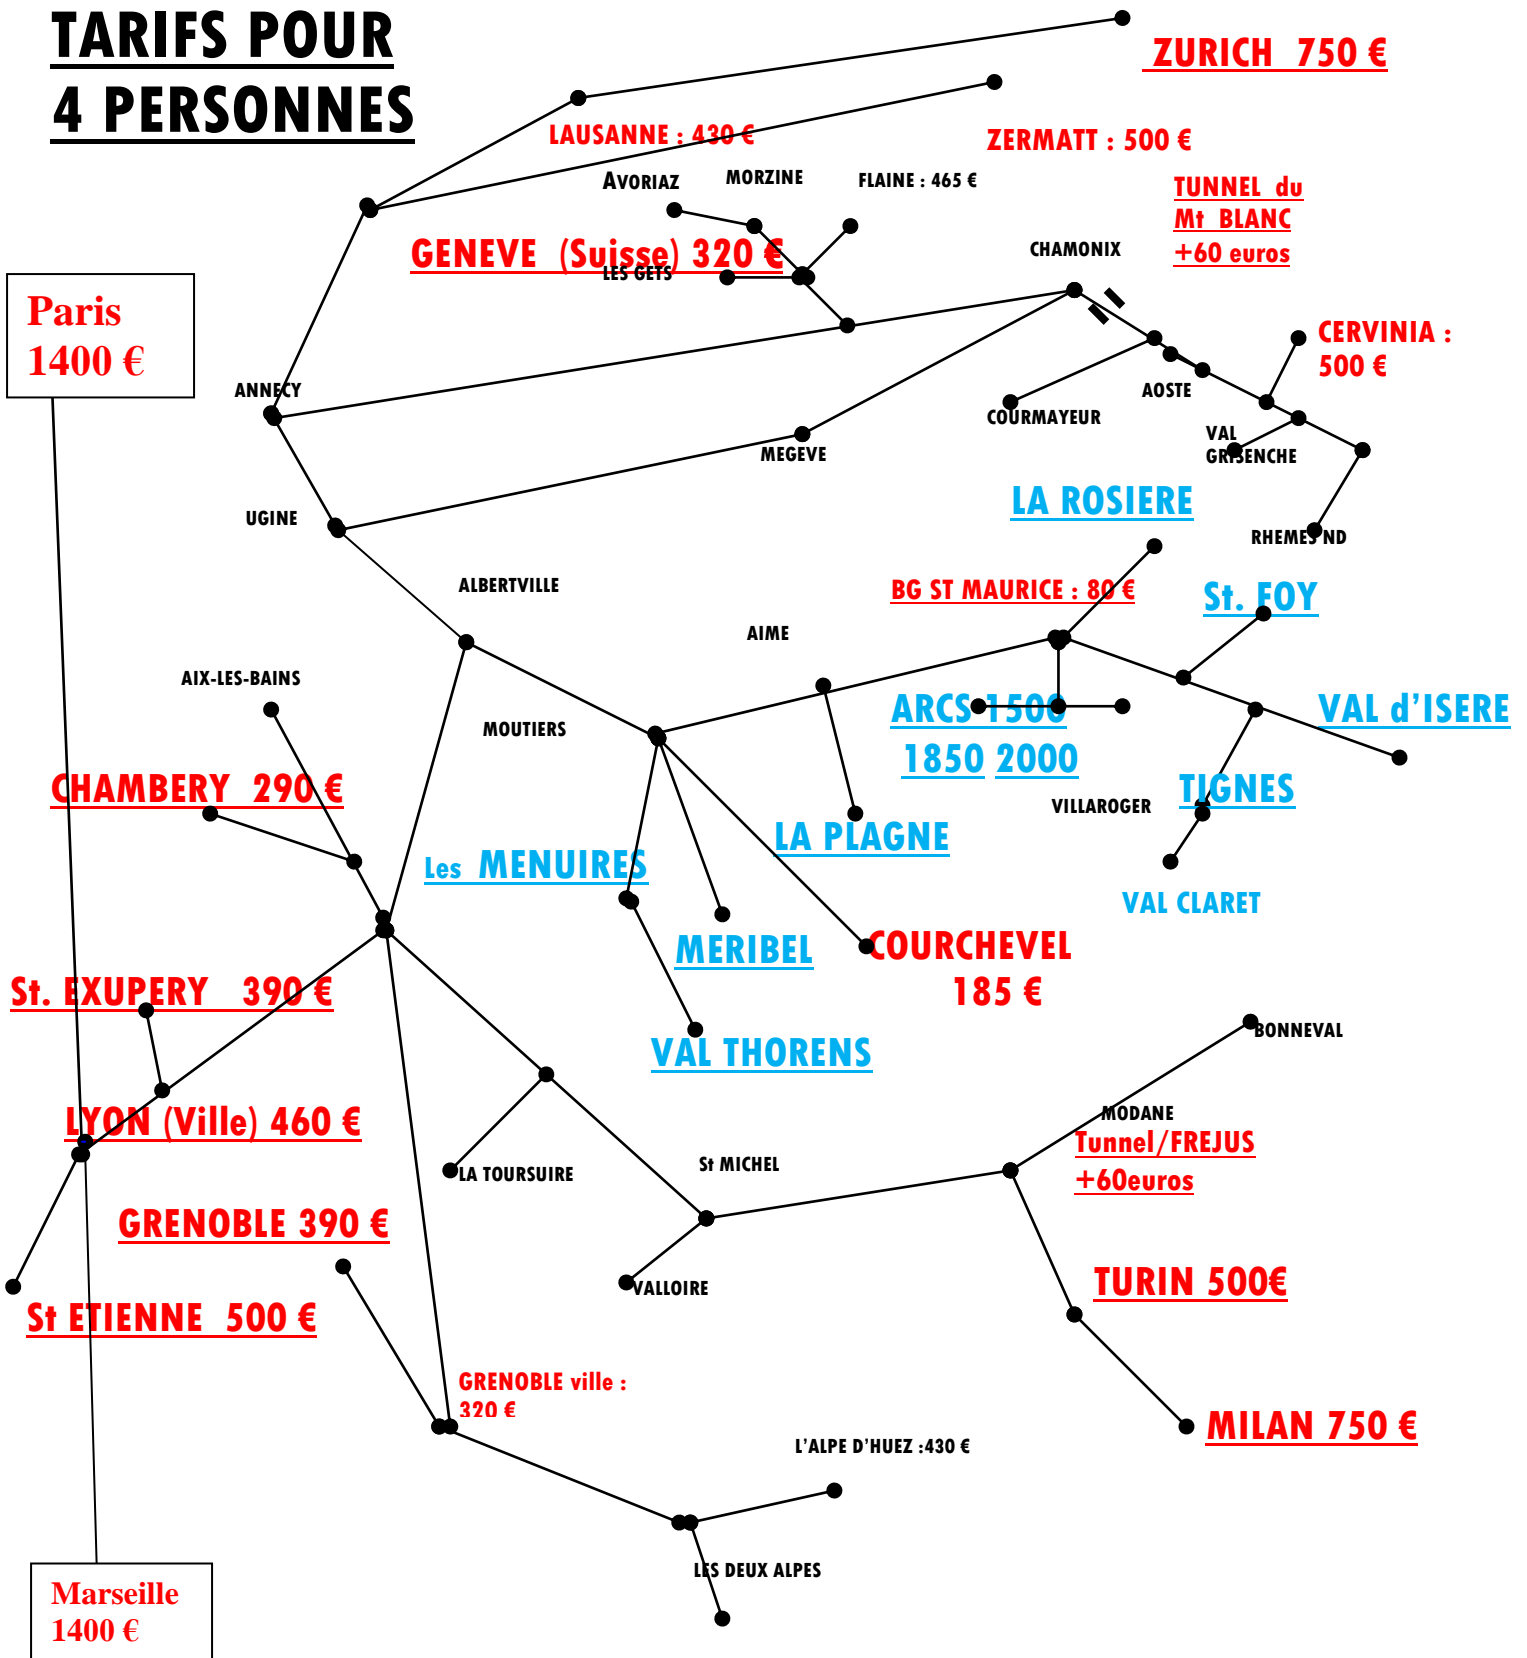 TARIFS POUR
4 PERSONNES
ZURICH 750 €
LAUSANNE : 430 €
ZERMATT : 500 €
AVORIAZ
MORZINE
FLAINE : 465 €
TUNNEL du
Mt BLANC
+60 euros
GENEVE (Suisse) 320 €
LES GETS
CHAMONIX
Paris
1400 €
CERVINIA :
500 €
ANNECY
AOSTE
COURMAYEUR
VAL
GRISENCHE
MEGEVE
LA ROSIERE
UGINE
RHEMES ND
ALBERTVILLE
BG ST MAURICE : 80 €
St. FOY
AIME
AIX-LES-BAINS
ARCS 1500
1850 2000
VAL d'ISERE
MOUTIERS
CHAMBERY 290 €
VILLAROGER
TIGNES
LA PLAGNE
Les MENUIRES
VAL CLARET
MERIBEL
COURCHEVEL
185 €
St. EXUPERY 390 €
VAL THORENS
BONNEVAL
LYON (Ville) 460 €
MODANE
Tunnel/FREJUS
+60euros
LA TOURSUIRE
St MICHEL
GRENOBLE 390 €
VALLOIRE
TURIN 500€
St ETIENNE 500 €
GRENOBLE ville :
320 €
MILAN 750 €
L'ALPE D'HUEZ :430 €
LES DEUX ALPES
Marseille
1400 €